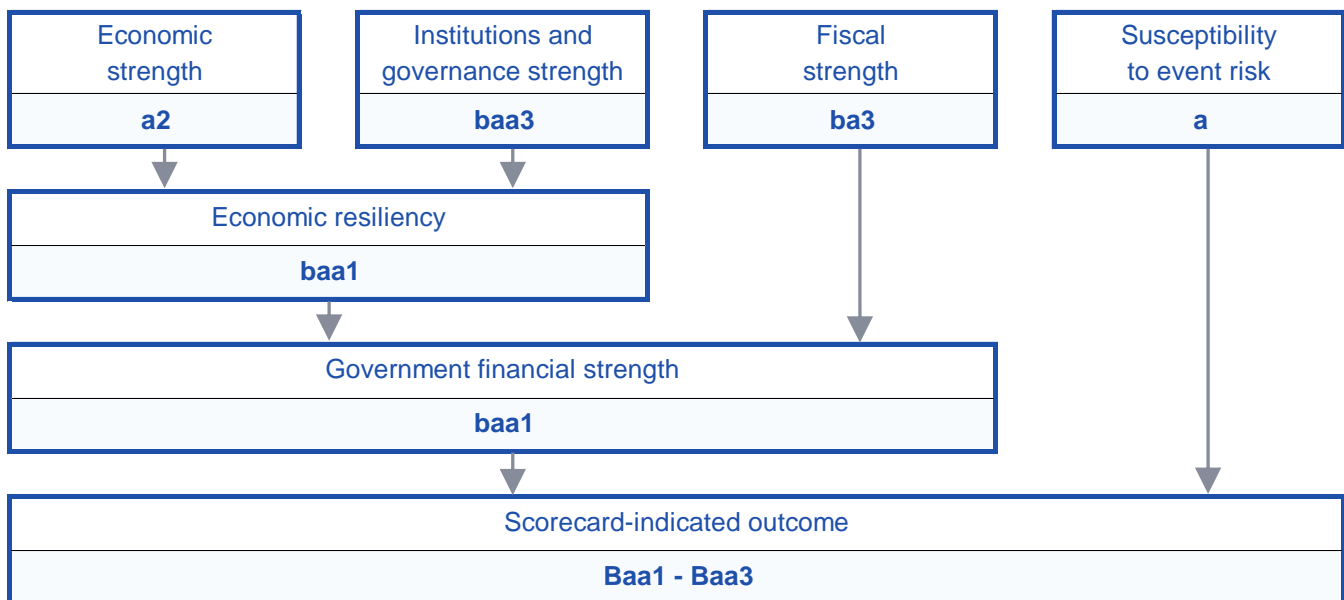 Economic
strength
a2
Institutions and
governance strength
baa3
Fiscal
strength
ba3
Susceptibility
to event risk
a
Economic resiliency
baa1
Government financial strength
baa1
Scorecard-indicated outcome
Baa1 - Baa3